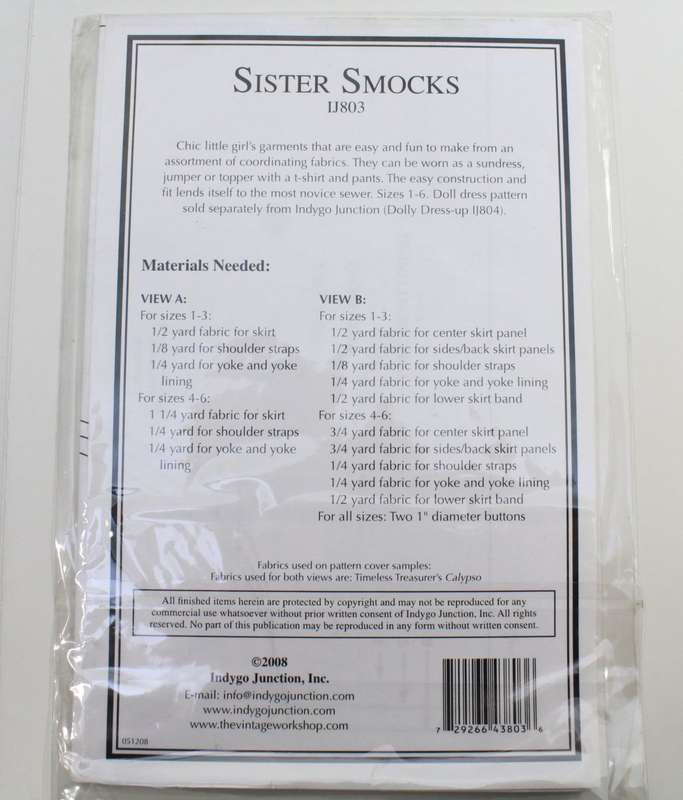 SISTER SMOCKS
IJ803
Chic little girl's garments that are easy and fun to make from an
assortment of coordinating fabrics. They can be worn as a sundress,
jumper or topper with a t-shirt and pants. The easy construction and
fit lends itself to the most novice sewer. Sizes 1-6. Doll dress pattern
sold separately from Indygo Junction (Dolly Dress-up IJ804).
Materials Needed:
VIEW A:
For sizes 1-3:
1/2 yard fabric for skirt
1/8 yard for shoulder straps
1/4 yard for yoke and yoke
lining
For sizes 4-6:
1 1/4 yard fabric for skirt
1/4 yard for shoulder straps
1/4 yard for yoke and yoke
lining
VIEW B:
For sizes 1-3:
1/2 yard fabric for center skirt panel
1/2 yard fabric for sides/back skirt panels
1/8 yard fabric for shoulder straps
1/4 yard fabric for yoke and yoke lining
1/2 yard fabric for lower skirt band
For sizes 4-6:
3/4 yard fabric for center skirt panel
3/4 yard fabric for sides/back skirt panels
1/4 yard fabric for shoulder straps
1/4 yard fabric for yoke and yoke lining
1/2 yard fabric for lower skirt band
For all sizes: Two 1" diameter buttons
Fabrics used on pattern cover samples:
Fabrics used for both views are: Timeless Treasurer's Calypso
All finished items herein are protected by copyright and may not be reproduced for any
commercial use whatsoever without prior written consent of Indygo Junction, Inc. All rights
reserved. No part of this publication may be reproduced in any form without written consent.
©2008
Indygo Junction, Inc.
E-mail: info@indygojunction.com
www.indygojunction.com
www.thevintageworkshop.com
051208
7 29266 43803 6